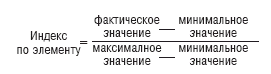 фактическое минимальное
значение — значение
Индекс
по элементу =
максималное минимальное
значение — значение